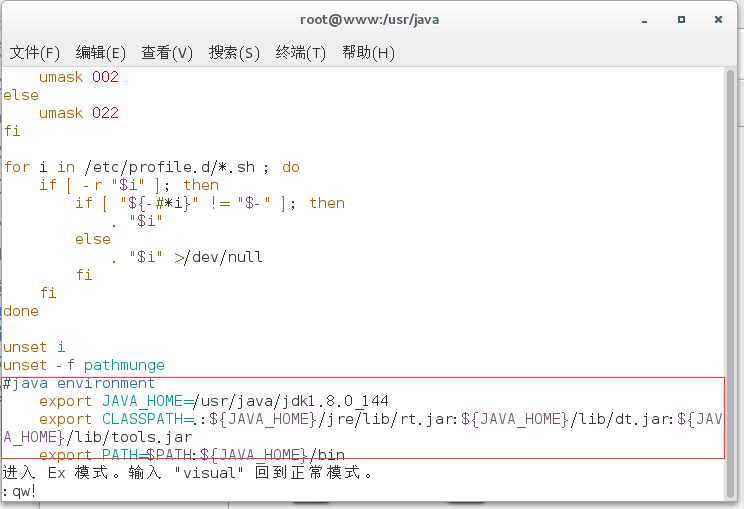 root@www:/usr/java
文件(F) 编辑(E) 查看(V) 搜索(S) 终端(T) 帮助(H)
    umask 002
else
    umask 022
fi

for i in /etc/profile.d/*.sh ; do
    if [ -r "$i" ]; then
        if [ "${-#*i}" != "$-" ]; then
            . "$i"
        else
            . "$i" >/dev/null
        fi
    fi
done

unset i
unset -f pathmunge
#java environment
    export JAVA_HOME=/usr/java/jdk1.8.0_144
    export CLASSPATH=.:${JAVA_HOME}/jre/lib/rt.jar:${JAVA_HOME}/lib/dt.jar:${JAV
A_HOME}/lib/tools.jar
    export PATH=$PATH:${JAVA_HOME}/bin
进入 Ex 模式。输入 "visual" 回到正常模式。
:qw!